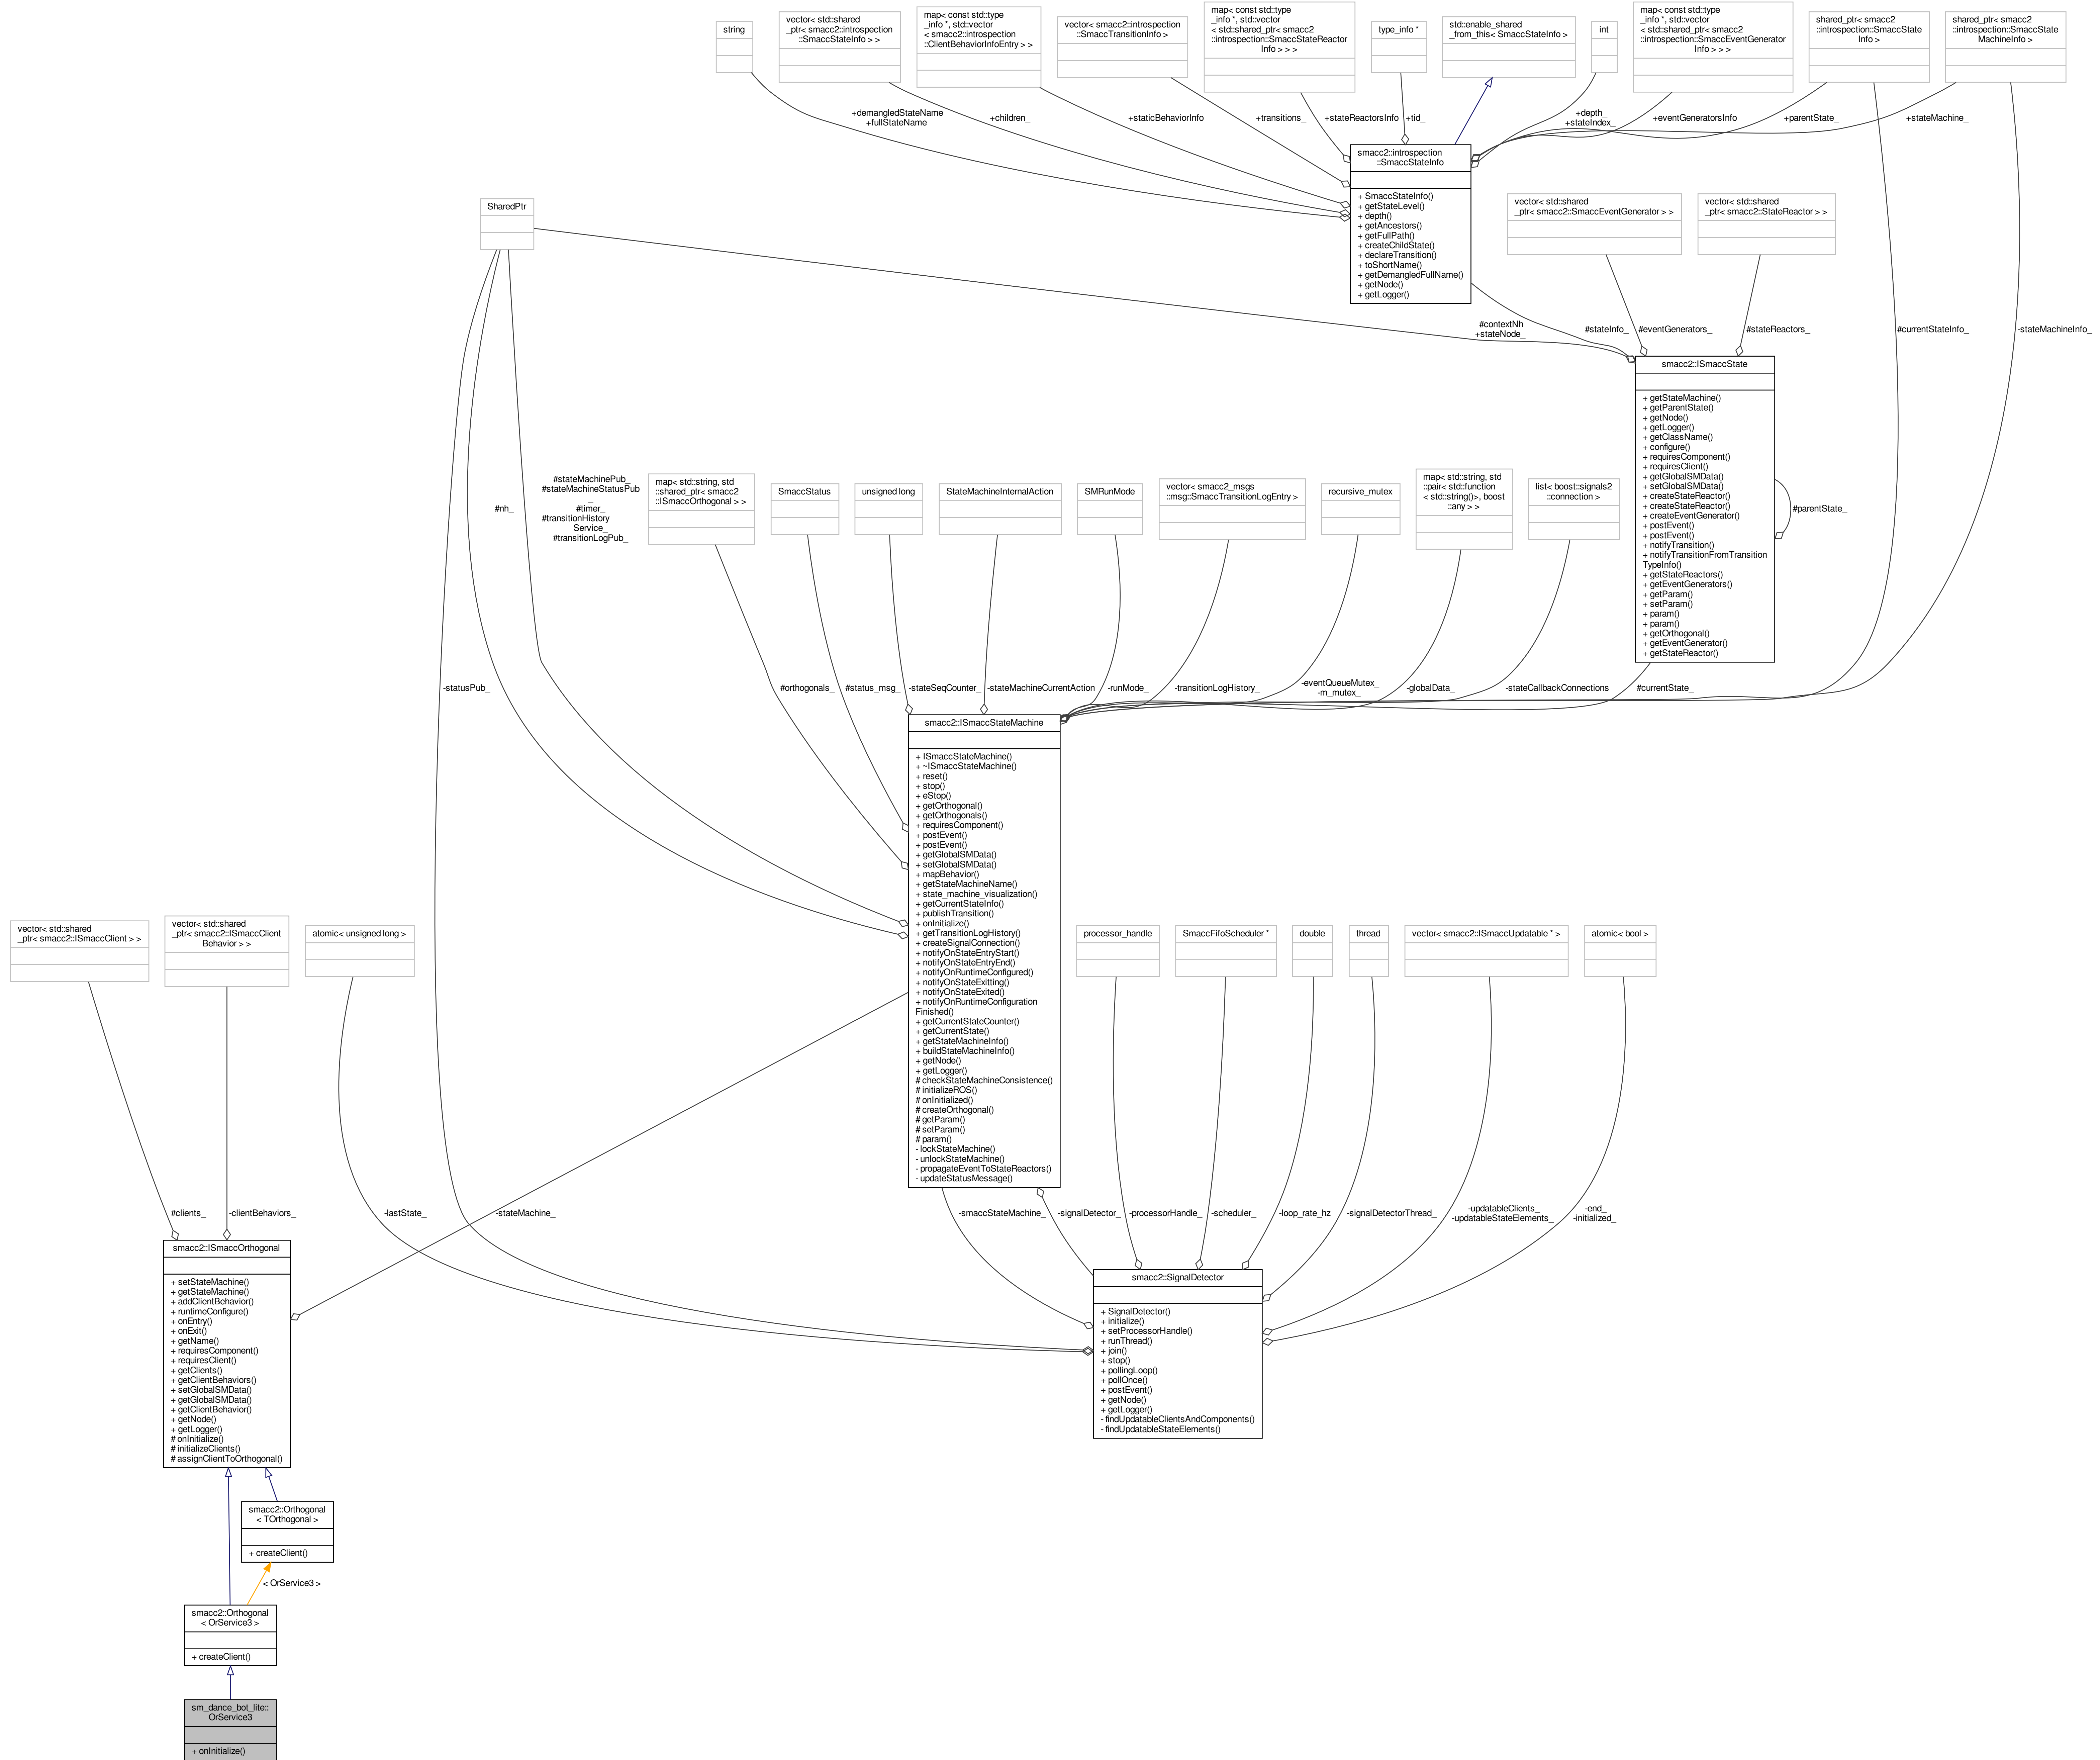 string
vector< std::shared
_ptr< smacc2::introspection
::SmaccStateInfo > >
map< const std::type
_info *, std::vector
< smacc2::introspection
::ClientBehaviorInfoEntry > >
vector< smacc2::introspection
::SmaccTransitionInfo >
map< const std::type
_info *, std::vector
< std::shared_ptr< smacc2
::introspection::SmaccStateReactor
Info > > >
type_info *
std::enable_shared
_from_this< SmaccStateInfo >
int
map< const std::type
_info *, std::vector
< std::shared_ptr< smacc2
::introspection::SmaccEventGenerator
Info > > >
shared_ptr< smacc2
::introspection::SmaccState
Info >
shared_ptr< smacc2
::introspection::SmaccState
MachineInfo >
+demangledStateName
+fullStateName
+children_
+staticBehaviorInfo
+transitions_
+stateReactorsInfo
+tid_
+depth_
+stateIndex_
+eventGeneratorsInfo
+parentState_
+stateMachine_
smacc2::introspection
::SmaccStateInfo
+ SmaccStateInfo()
+ getStateLevel()
+ depth()
+ getAncestors()
+ getFullPath()
+ createChildState()
+ declareTransition()
+ toShortName()
+ getDemangledFullName()
+ getNode()
+ getLogger()
SharedPtr
vector< std::shared
_ptr< smacc2::SmaccEventGenerator > >
vector< std::shared
_ptr< smacc2::StateReactor > >
#contextNh
+stateNode_
#stateInfo_
#eventGenerators_
#stateReactors_
#currentStateInfo_
-stateMachineInfo_
smacc2::ISmaccState
+ getStateMachine()
+ getParentState()
+ getNode()
+ getLogger()
+ getClassName()
+ configure()
+ requiresComponent()
+ requiresClient()
+ getGlobalSMData()
+ setGlobalSMData()
+ createStateReactor()
+ createStateReactor()
+ createEventGenerator()
+ postEvent()
+ postEvent()
+ notifyTransition()
+ notifyTransitionFromTransition
TypeInfo()
+ getStateReactors()
+ getEventGenerators()
+ getParam()
+ setParam()
+ param()
+ param()
+ getOrthogonal()
+ getEventGenerator()
+ getStateReactor()
#parentState_
#nh_
#stateMachinePub_
#stateMachineStatusPub
_
#timer_
#transitionHistory
Service_
#transitionLogPub_
map< std::string, std
::shared_ptr< smacc2
::ISmaccOrthogonal > >
SmaccStatus
unsigned long
StateMachineInternalAction
SMRunMode
vector< smacc2_msgs
::msg::SmaccTransitionLogEntry >
recursive_mutex
map< std::string, std
::pair< std::function
< std::string()>, boost
::any > >
list< boost::signals2
::connection >
-statusPub_
#orthogonals_
#status_msg_
-stateSeqCounter_
-stateMachineCurrentAction
-runMode_
-transitionLogHistory_
-eventQueueMutex_
-m_mutex_
-globalData_
-stateCallbackConnections
#currentState_
smacc2::ISmaccStateMachine
+ ISmaccStateMachine()
+ ~ISmaccStateMachine()
+ reset()
+ stop()
+ eStop()
+ getOrthogonal()
+ getOrthogonals()
+ requiresComponent()
+ postEvent()
+ postEvent()
+ getGlobalSMData()
+ setGlobalSMData()
+ mapBehavior()
+ getStateMachineName()
+ state_machine_visualization()
+ getCurrentStateInfo()
+ publishTransition()
+ onInitialize()
+ getTransitionLogHistory()
+ createSignalConnection()
+ notifyOnStateEntryStart()
+ notifyOnStateEntryEnd()
+ notifyOnRuntimeConfigured()
+ notifyOnStateExitting()
+ notifyOnStateExited()
+ notifyOnRuntimeConfiguration
Finished()
+ getCurrentStateCounter()
+ getCurrentState()
+ getStateMachineInfo()
+ buildStateMachineInfo()
+ getNode()
+ getLogger()
# checkStateMachineConsistence()
# initializeROS()
# onInitialized()
# createOrthogonal()
# getParam()
# setParam()
# param()
- lockStateMachine()
- unlockStateMachine()
- propagateEventToStateReactors()
- updateStatusMessage()
vector< std::shared
_ptr< smacc2::ISmaccClient > >
vector< std::shared
_ptr< smacc2::ISmaccClient
Behavior > >
atomic< unsigned long >
processor_handle
SmaccFifoScheduler *
double
thread
vector< smacc2::ISmaccUpdatable * >
atomic< bool >
#clients_
-clientBehaviors_
-lastState_
-stateMachine_
-smaccStateMachine_
-signalDetector_
-processorHandle_
-scheduler_
-loop_rate_hz
-signalDetectorThread_
-updatableClients_
-updatableStateElements_
-end_
-initialized_
smacc2::ISmaccOrthogonal
+ setStateMachine()
+ getStateMachine()
+ addClientBehavior()
+ runtimeConfigure()
+ onEntry()
+ onExit()
+ getName()
+ requiresComponent()
+ requiresClient()
+ getClients()
+ getClientBehaviors()
+ setGlobalSMData()
+ getGlobalSMData()
+ getClientBehavior()
+ getNode()
+ getLogger()
# onInitialize()
# initializeClients()
# assignClientToOrthogonal()
smacc2::SignalDetector
+ SignalDetector()
+ initialize()
+ setProcessorHandle()
+ runThread()
+ join()
+ stop()
+ pollingLoop()
+ pollOnce()
+ postEvent()
+ getNode()
+ getLogger()
- findUpdatableClientsAndComponents()
- findUpdatableStateElements()
smacc2::Orthogonal
< TOrthogonal >
+ createClient()
< OrService3 >
smacc2::Orthogonal
< OrService3 >
+ createClient()
sm_dance_bot_lite::
OrService3
+ onInitialize()